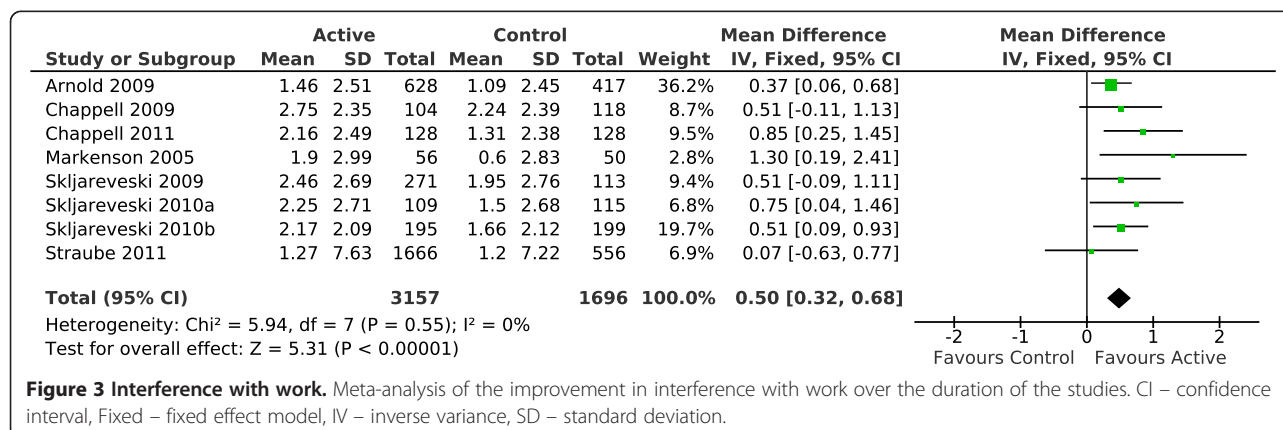 Active Control Mean Difference Mean Difference
Study or Subgroup Mean SD Total Mean SD Total Weight IV, Fixed, 95% CI IV, Fixed, 95% CI
Arnold 2009 1.46 2.51 628 1.09 2.45 417 36.2% 0.37 [0.06, 0.68]
Chappell 2009 2.75 2.35 104 2.24 2.39 118 8.7% 0.51 [-0.11, 1.13]
Chappell 2011 2.16 2.49 128 1.31 2.38 128 9.5% 0.85 [0.25, 1.45]
Markenson 2005 1.9 2.99 56 0.6 2.83 50 2.8% 1.30 [0.19, 2.41]
Skljareveski 2009 2.46 2.69 271 1.95 2.76 113 9.4% 0.51 [-0.09, 1.11]
Skljareveski 2010a 2.25 2.71 109 1.5 2.68 115 6.8% 0.75 [0.04, 1.46]
Skljareveski 2010b 2.17 2.09 195 1.66 2.12 199 19.7% 0.51 [0.09, 0.93]
Straube 2011 1.27 7.63 1666 1.2 7.22 556 6.9% 0.07 [-0.63, 0.77]
Total (95% CI) 3157 1696 100.0% 0.50 [0.32, 0.68]
Heterogeneity: Chi² = 5.94, df = 7 (P = 0.55); I² = 0%
Test for overall effect: Z = 5.31 (P < 0.00001)
-2 -1 0 1 2
Favours Control Favours Active
Figure 3 Interference with work. Meta-analysis of the improvement in interference with work over the duration of the studies. CI – confidence
interval, Fixed – fixed effect model, IV – inverse variance, SD – standard deviation.